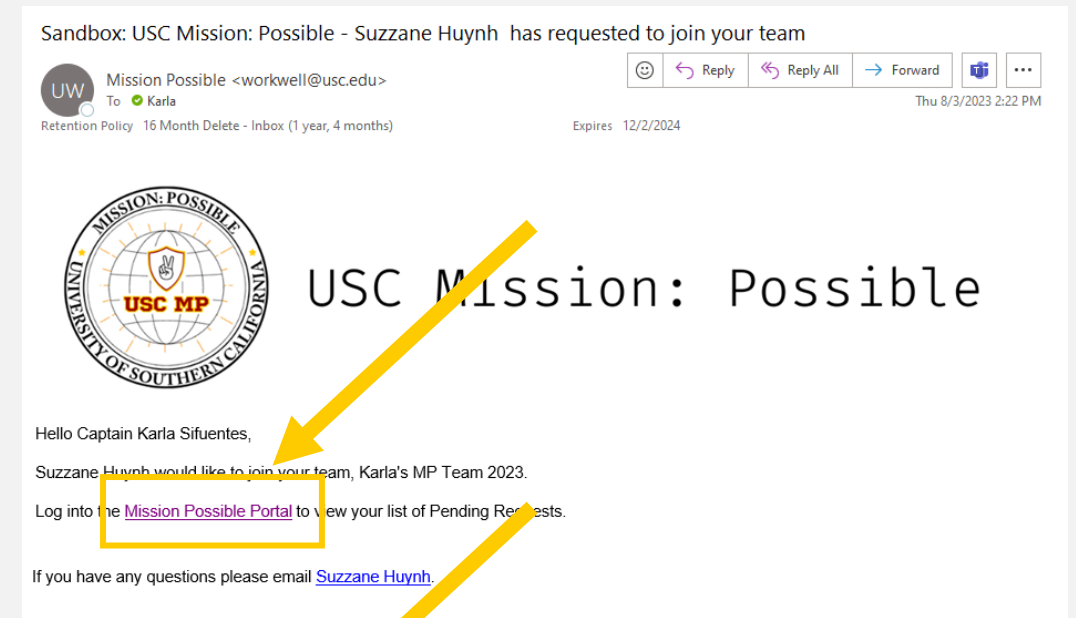 Sandbox: USC Mission: Possible - Suzzane Huynh has requested to join your team
UW
Mission Possible <workwell@usc.edu>
To Karla
Reply
Reply All
Forward
Thu 8/3/2023 2:22 PM
Retention Policy 16 Month Delete - Inbox (1 year, 4 months)
Expires 12/2/2024
MISSION: POSSIBLE
UNIVERSITY OF SOUTHERN CALIFORNIA
USC MP
USC Mission: Possible
Hello Captain Karla Sifuentes,
Suzzane Huynh would like to join your team, Karla's MP Team 2023.
Log into the Mission Possible Portal to view your list of Pending Requests.
If you have any questions please email Suzzane Huynh.